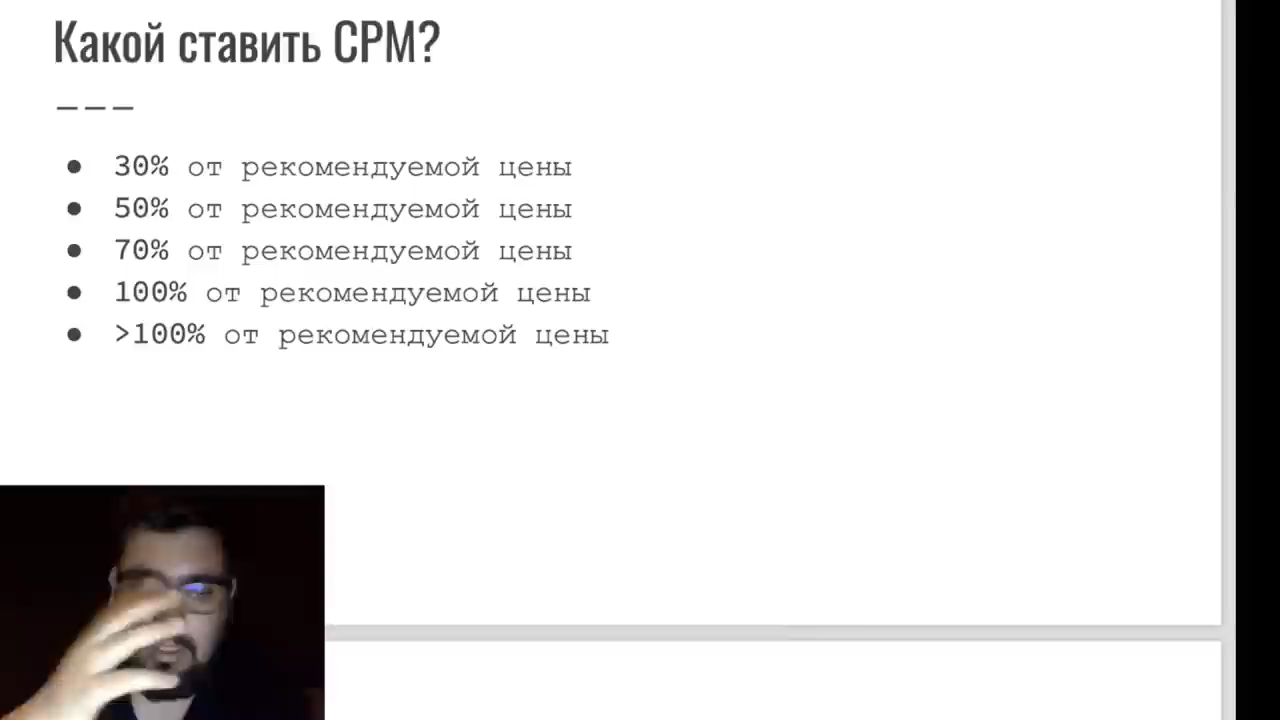 Какой ставить CPM?
● 30% от рекомендуемой цены
● 50% от рекомендуемой цены
● 70% от рекомендуемой цены
● 100% от рекомендуемой цены
● >100% от рекомендуемой цены